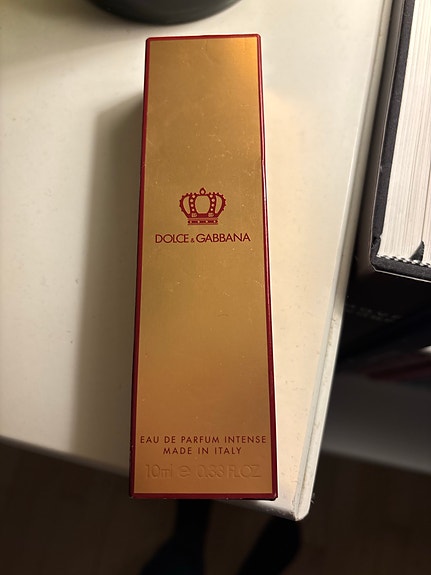 DOLCE & GABBANA
EAU DE PARFUM INTENSE
MADE IN ITALY
10ml ℮ 0.33 FL.OZ